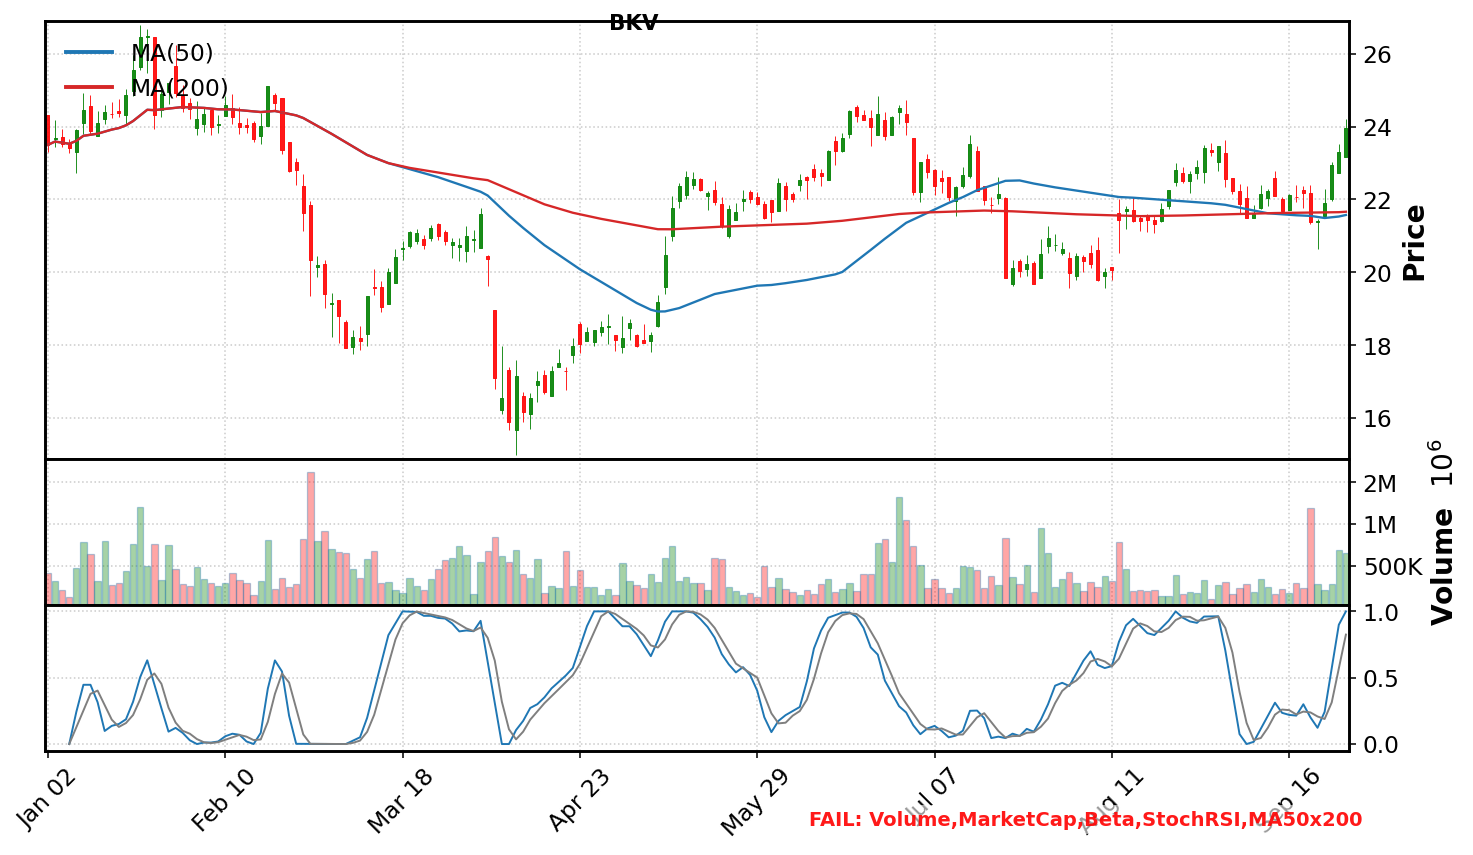 BKV
MA(50)
MA(200)
26
24
22
20
18
16
Price
2M
1M
500K
Volume 10⁶
1.0
0.5
0.0
Jan 02
Feb 10
Mar 18
Apr 23
May 29
Jul 07
Aug 11
Sep 16
FAIL: Volume,MarketCap,Beta,StochRSI,MA50x200